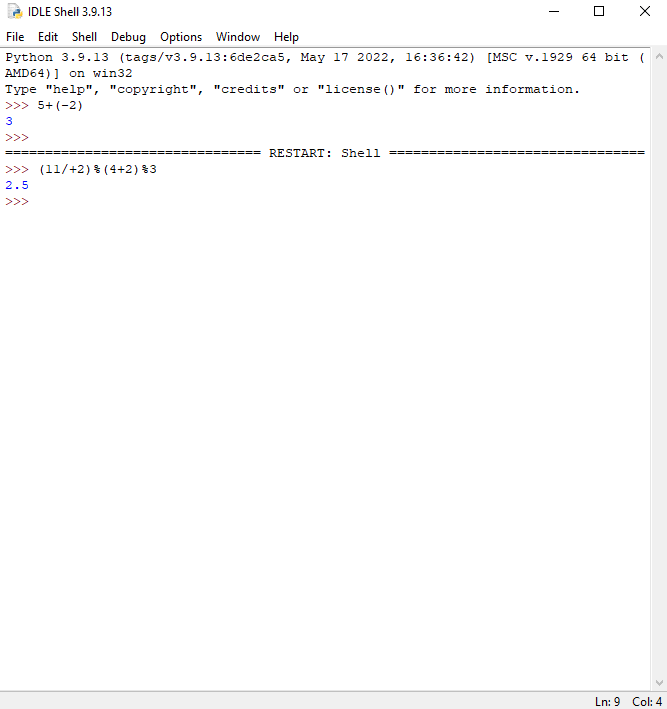 IDLE Shell 3.9.13
File Edit Shell Debug Options Window Help
Python 3.9.13 (tags/v3.9.13:6de2ca5, May 17 2022, 16:36:42) [MSC v.1929 64 bit (
AMD64)] on win32
Type "help", "copyright", "credits" or "license()" for more information.
>>> 5+(-2)
3
>>>
================================ RESTART: Shell ================================
>>> (11/+2)%(4+2)%3
2.5
>>>
Ln: 9 Col: 4